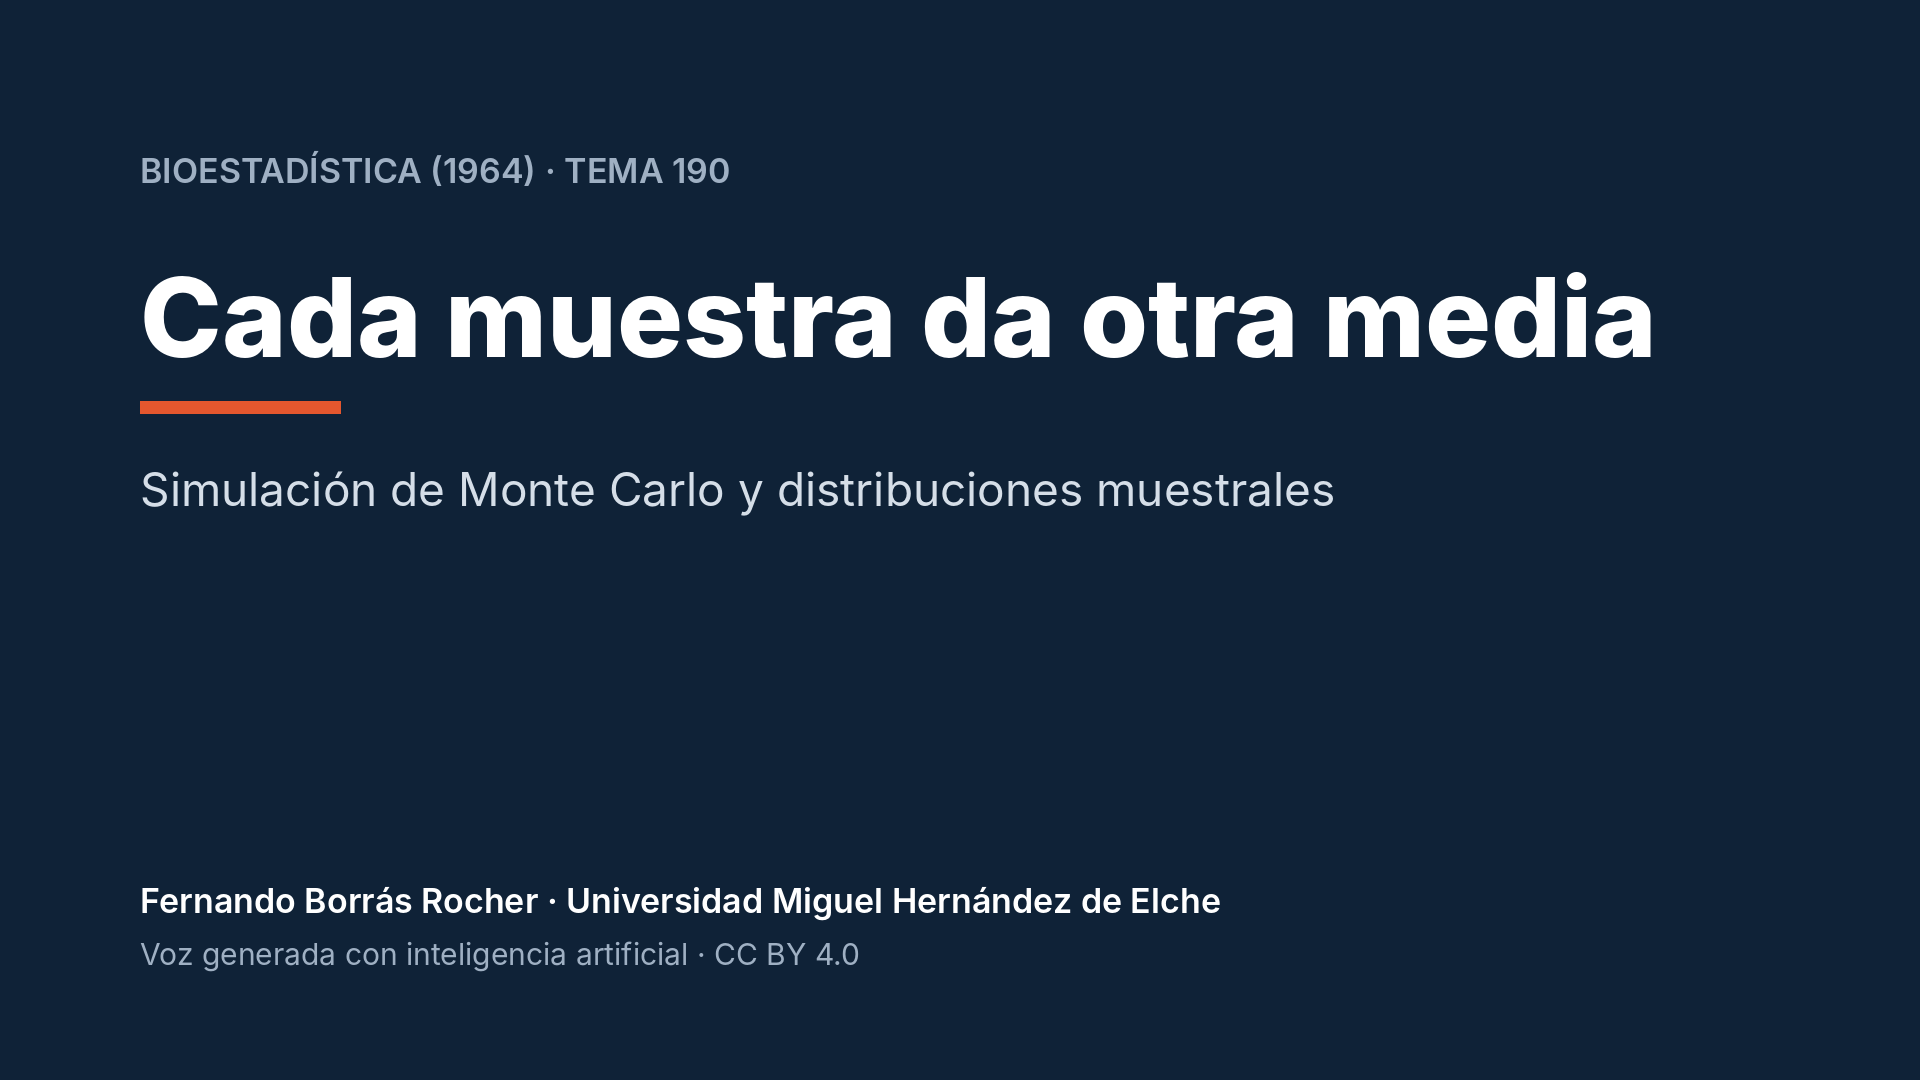 BIOESTADÍSTICA (1964) · TEMA 190
Cada muestra da otra media
Simulación de Monte Carlo y distribuciones muestrales
Fernando Borrás Rocher · Universidad Miguel Hernández de Elche
Voz generada con inteligencia artificial · CC BY 4.0